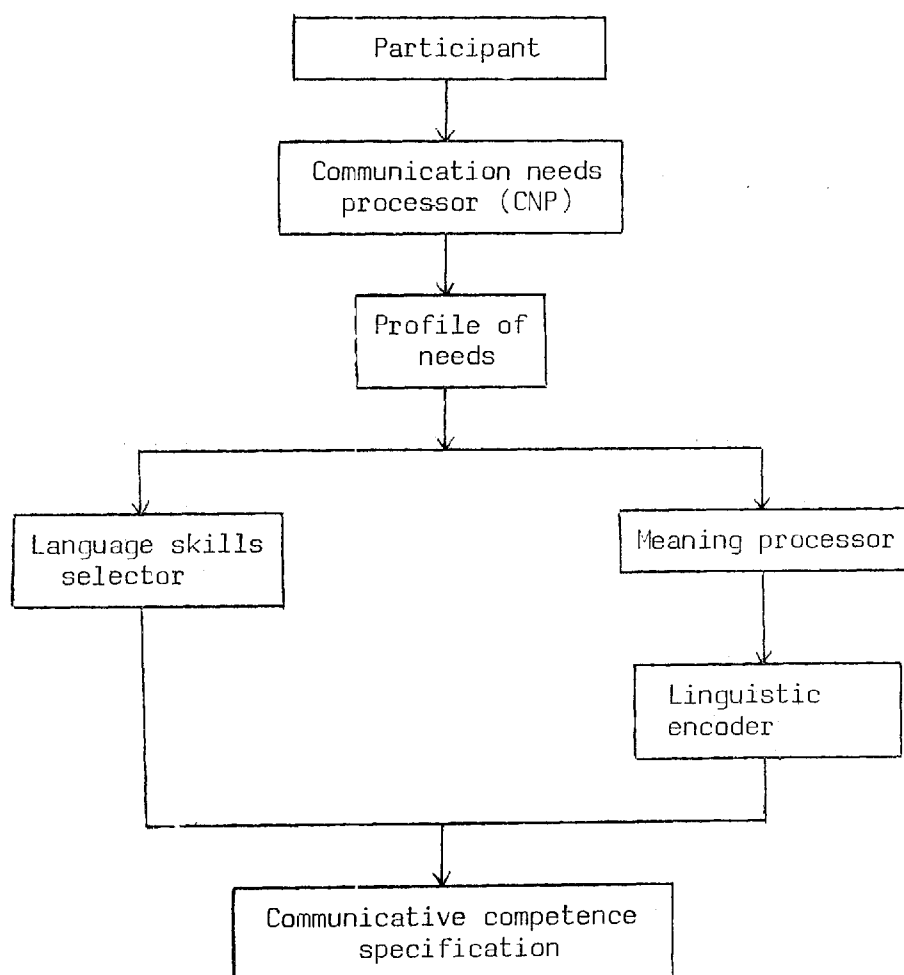 Participant
Communication needs
processor (CNP)
Profile of
needs
Language skills
selector
Meaning processor
Linguistic
encoder
Communicative competence
specification